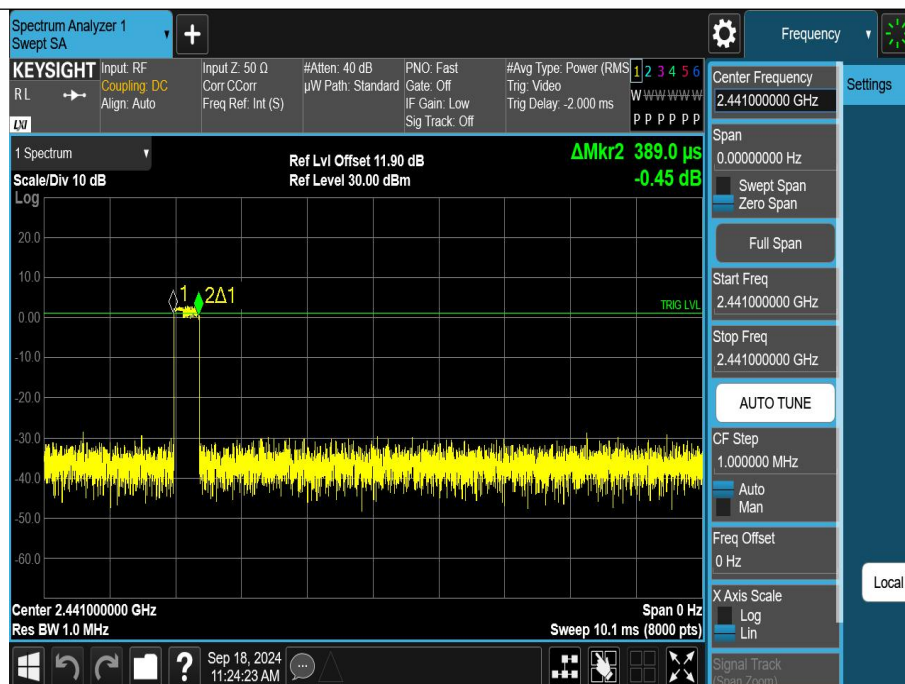 Spectrum Analyzer 1
Swept SA
Frequency
KEYSIGHT
RL
LXI
Input: RF
Coupling: DC
Align: Auto
Input Z: 50 Ω
Corr CCorr
Freq Ref: Int (S)
#Atten: 40 dB
µW Path: Standard
PNO: Fast
Gate: Off
IF Gain: Low
Sig Track: Off
#Avg Type: Power (RMS
Trig: Video
Trig Delay: -2.000 ms
1 2 3 4 5 6
W W W W W W
P P P P P P
1 Spectrum
Scale/Div 10 dB
Log
Ref Lvl Offset 11.90 dB
Ref Level 30.00 dBm
ΔMkr2 389.0 µs
-0.45 dB
20.0
10.0
0.00
-10.0
-20.0
-30.0
-40.0
-50.0
-60.0
1
2Δ1
TRIG LVL
Center 2.441000000 GHz
Res BW 1.0 MHz
Span 0 Hz
Sweep 10.1 ms (8000 pts)
Center Frequency
2.441000000 GHz
Settings
Span
0.00000000 Hz
Swept Span
Zero Span
Full Span
Start Freq
2.441000000 GHz
Stop Freq
2.441000000 GHz
AUTO TUNE
CF Step
1.000000 MHz
Auto
Man
Freq Offset
0 Hz
X Axis Scale
Log
Lin
Local
Signal Track
(Span Zoom)
?
Sep 18, 2024
11:24:23 AM